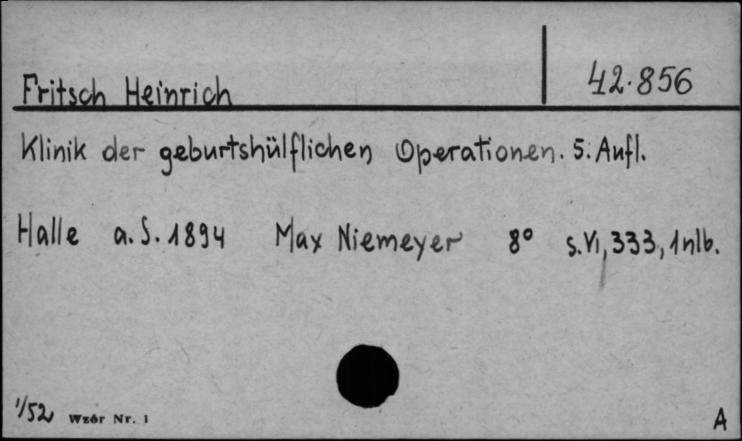 Fritsch Heinrich 42.856
Klinik der geburtshülflichen Operationen. 5. Aufl.
Halle a. S. 1894 Max Niemeyer 8° s. VI, 333, 1 nlb.
1/52 Wzór Nr. 1 A